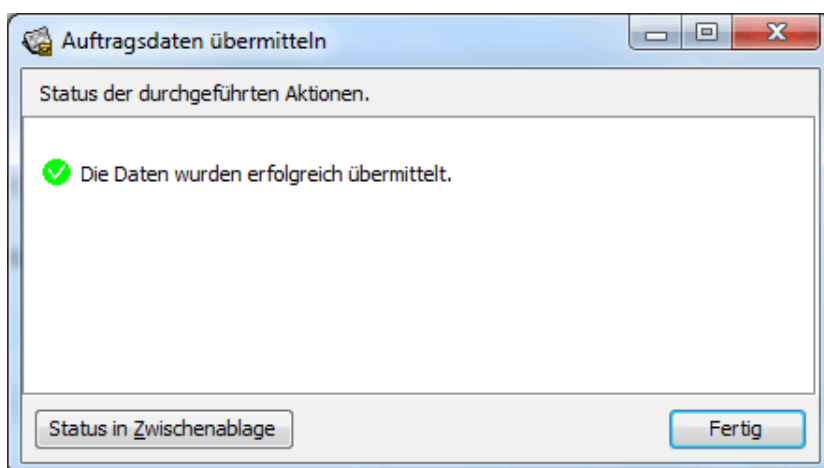 Auftragsdaten übermitteln
Status der durchgeführten Aktionen.
Die Daten wurden erfolgreich übermittelt.
Status in Zwischenablage
Fertig